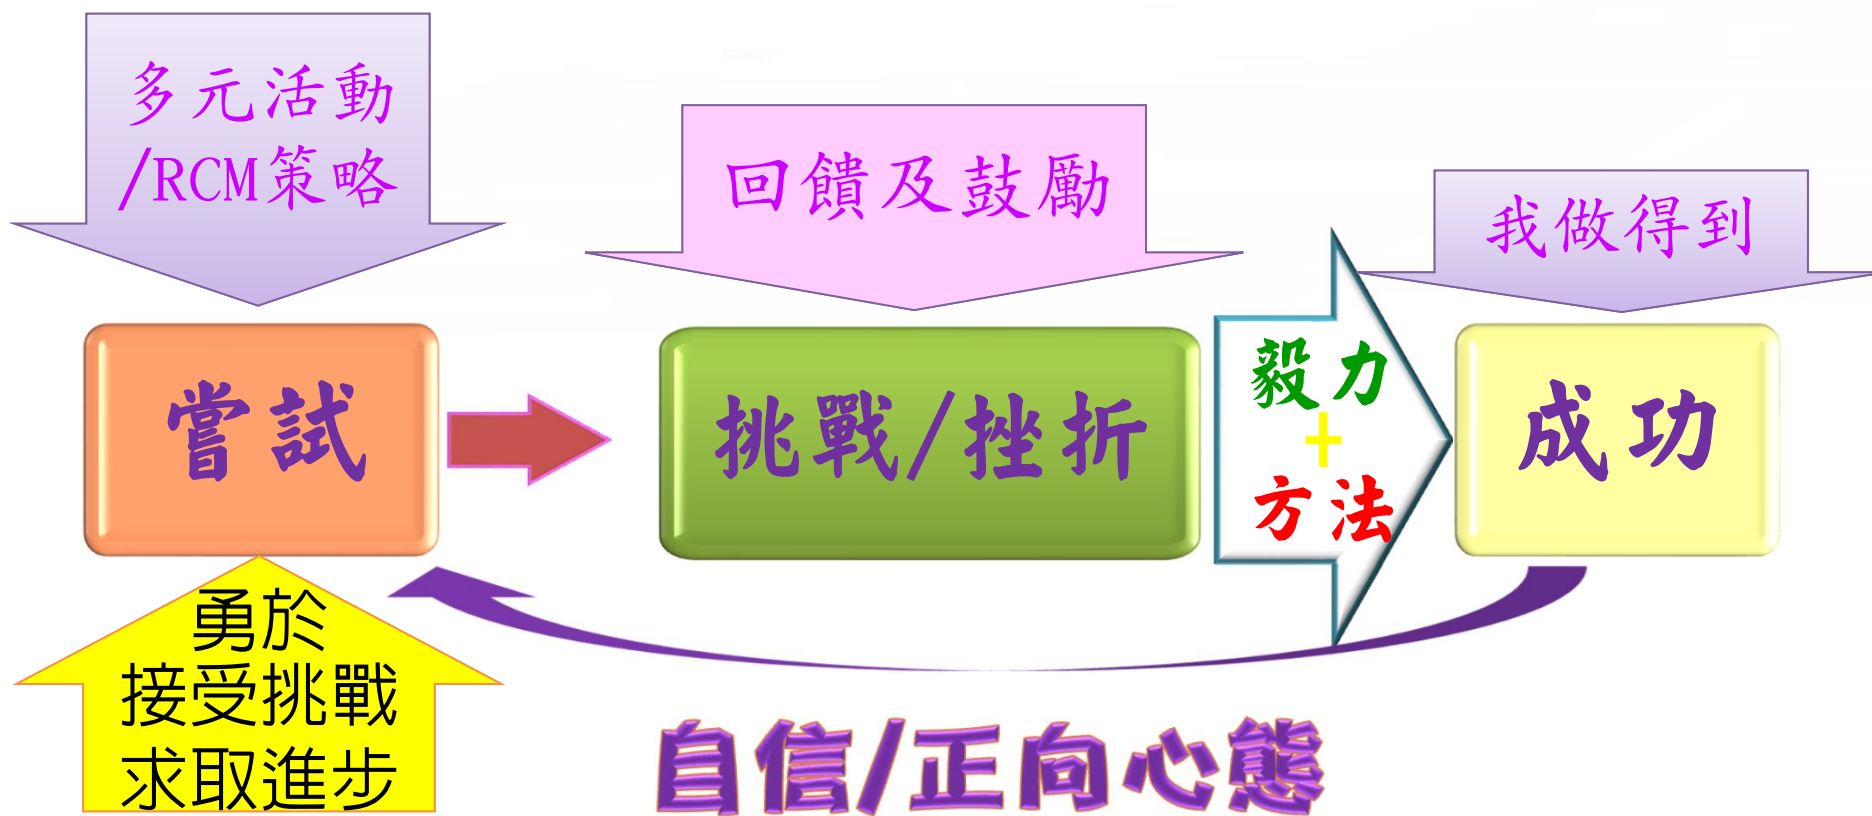 多元活動
/RCM策略
回饋及鼓勵
我做得到
嘗試
挑戰/挫折
毅力
+
方法
成功
勇於
接受挑戰
求取進步
自信/正向心態